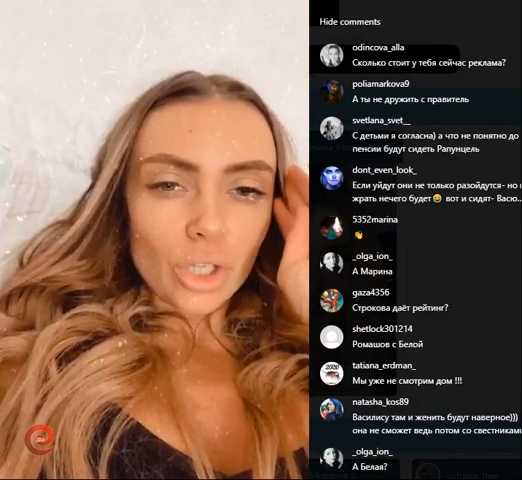 Hide comments
odincova_alla
Сколько стоит у тебя сейчас реклама?
poliamarkova9
А ты не дружить с правитель
svetlana_svet__
С детьми я согласна) а что не понятно до
пенсии будут сидеть Рапунцель
dont_even_look_
Если уйдут они не только разойдутся- но
жрать нечего будет😂 вот и сидят- Васю..
5352marina
👏
_olga_ion_
А Марина
gaza4356
Строкова даёт рейтинг?
shetlock301214
Ромашов с Белой
tatiana_erdman_
Мы уже не смотрим дом !!!
natasha_kos89
Василису там и женить будут наверное)))
она не сможет ведь потом со свестниками
_olga_ion_
А Белая?